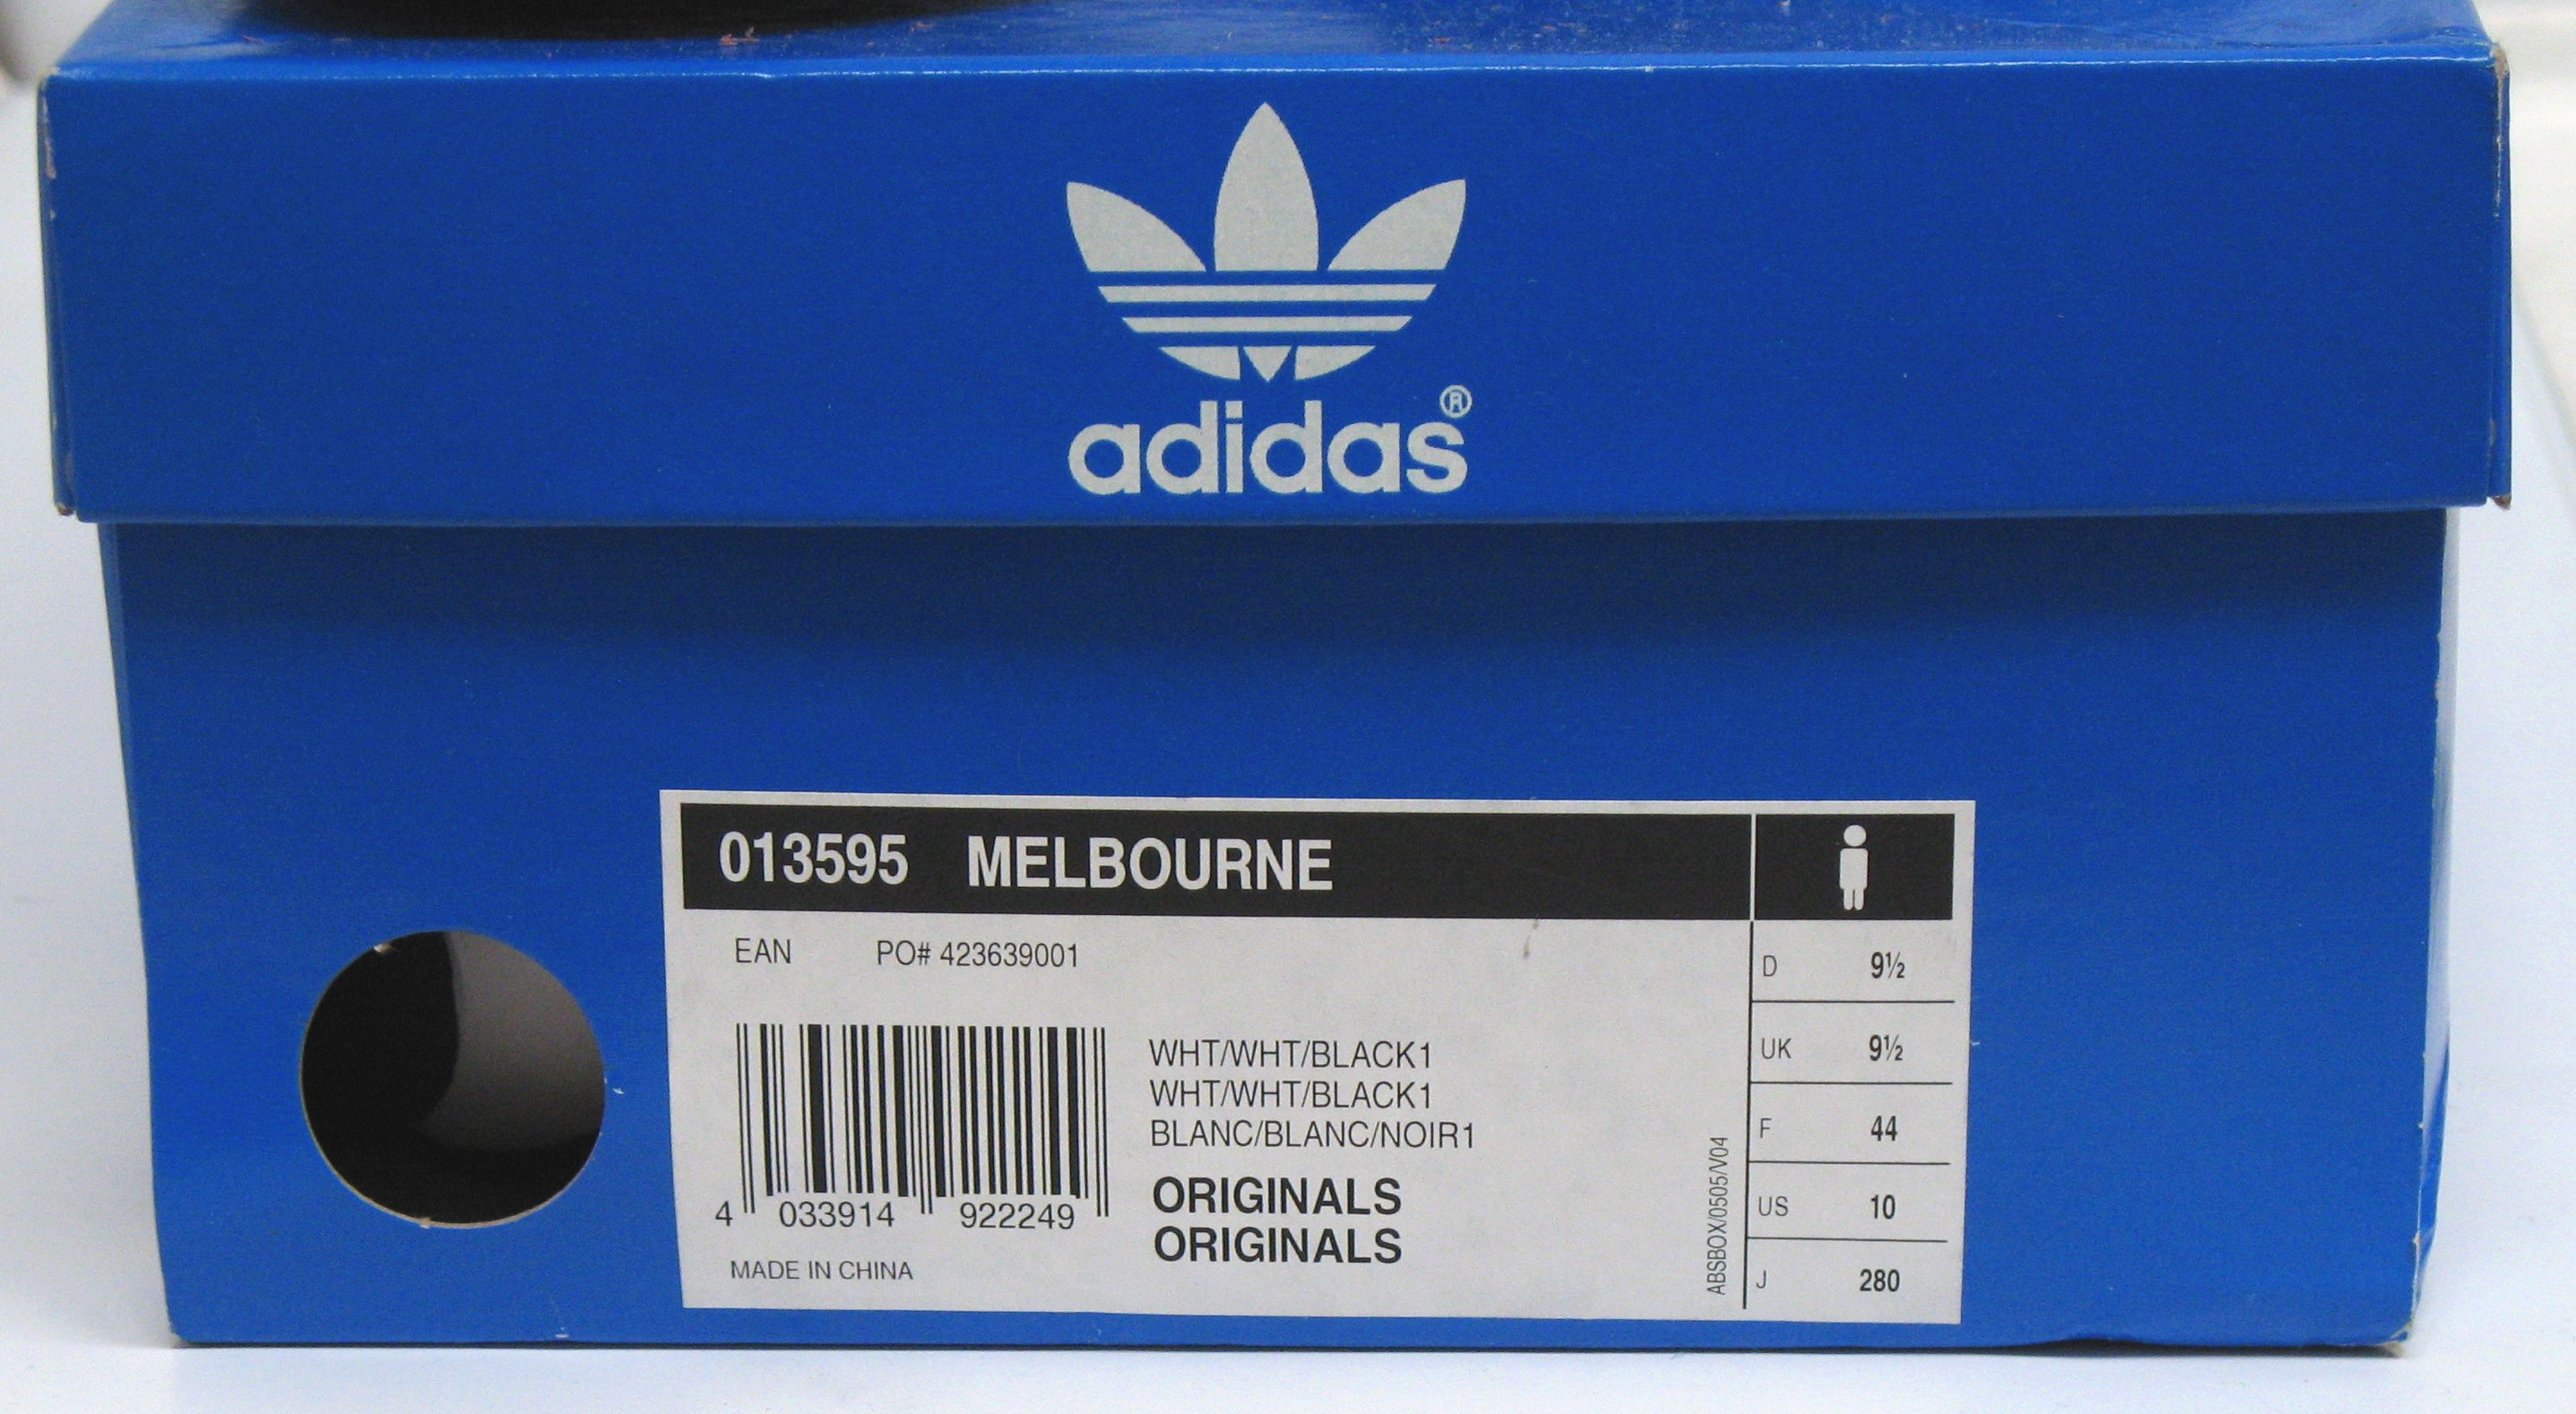 adidas®
013595 MELBOURNE
EAN PO# 423639001
WHT/WHT/BLACK1
WHT/WHT/BLACK1
BLANC/BLANC/NOIR1
ORIGINALS
ORIGINALS
4 033914 922249
MADE IN CHINA
ABSBOX/0505/V04
D 9½
UK 9½
F 44
US 10
J 280